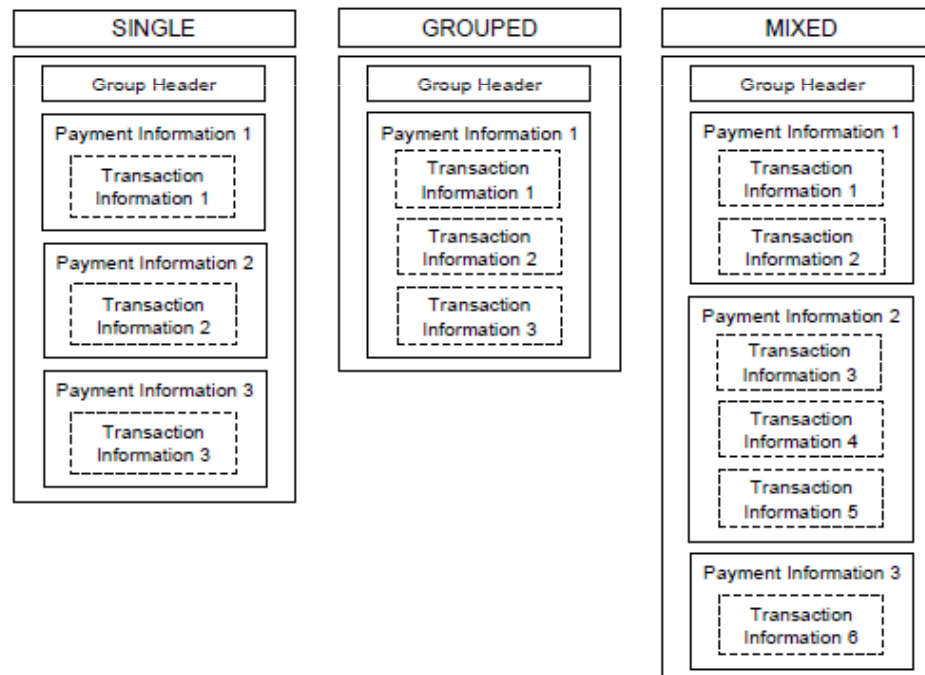 SINGLE
Group Header
Payment Information 1
Transaction
Information 1
Payment Information 2
Transaction
Information 2
Payment Information 3
Transaction
Information 3
GROUPED
Group Header
Payment Information 1
Transaction
Information 1
Transaction
Information 2
Transaction
Information 3
MIXED
Group Header
Payment Information 1
Transaction
Information 1
Transaction
Information 2
Payment Information 2
Transaction
Information 3
Transaction
Information 4
Transaction
Information 5
Payment Information 3
Transaction
Information 6